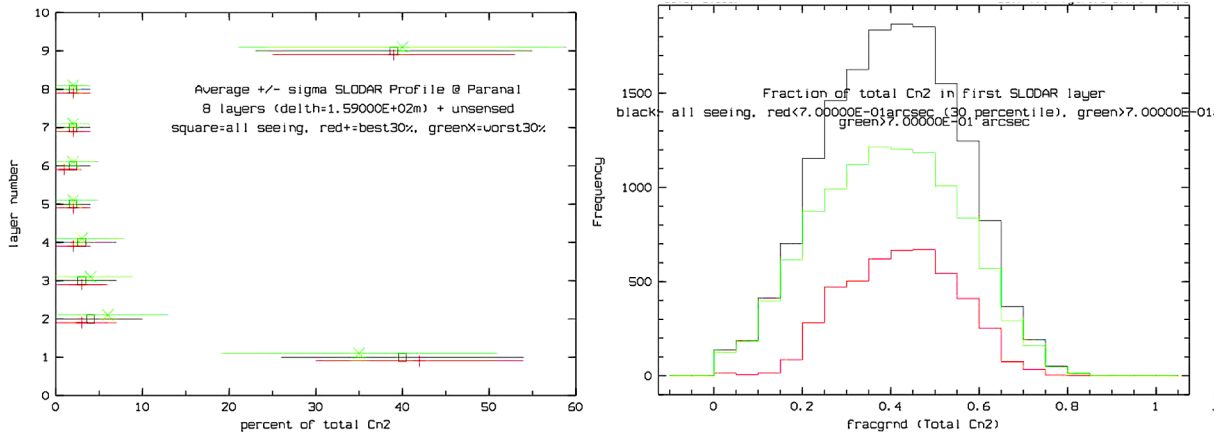 10
9
8
7
6
5
4
3
2
1
0
layer number
Average +/- sigma SLODAR Profile @ Paranal
8 layers (delth=1.59000E+02m) + unsensed
square=all seeing, red+=best30%, greenX=worst30%
0 10 20 30 40 50 60
percent of total Cn2
Frequency
1500
1000
500
0
Fraction of total Cn2 in first SLODAR layer
black- all seeing, red<7.00000E-01arcsec (30 percentile), green>7.00000E-01
green>7.00000E-01 arcsec
0 0.2 0.4 0.6 0.8 1
fracgrnd (Total Cn2)